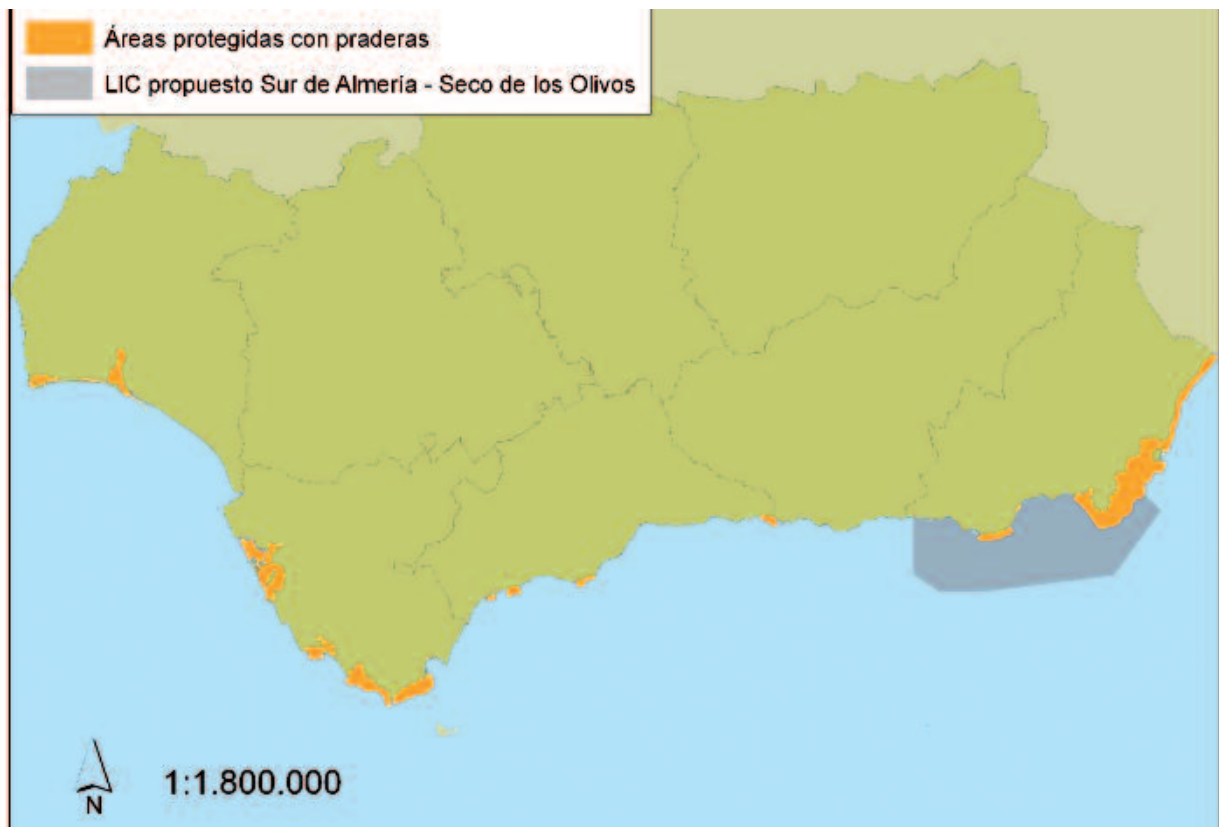 Áreas protegidas con praderas
LIC propuesto Sur de Almería - Seco de los Olivos
1:1.800.000
N